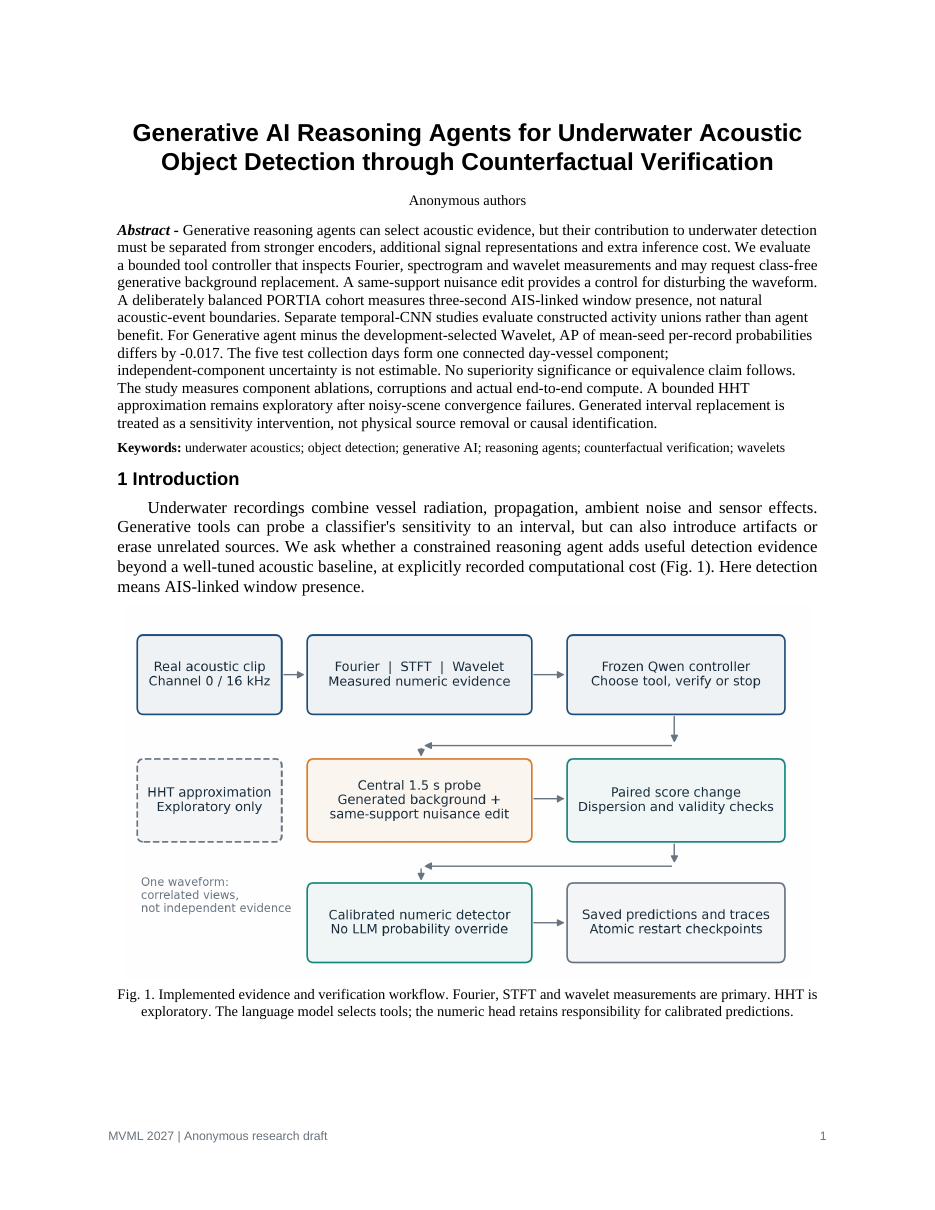 Generative AI Reasoning Agents for Underwater Acoustic
Object Detection through Counterfactual Verification
Anonymous authors
Abstract - Generative reasoning agents can select acoustic evidence, but their contribution to underwater detection
must be separated from stronger encoders, additional signal representations and extra inference cost. We evaluate
a bounded tool controller that inspects Fourier, spectrogram and wavelet measurements and may request class-free
generative background replacement. A same-support nuisance edit provides a control for disturbing the waveform.
A deliberately balanced PORTIA cohort measures three-second AIS-linked window presence, not natural
acoustic-event boundaries. Separate temporal-CNN studies evaluate constructed activity unions rather than agent
benefit. For Generative agent minus the development-selected Wavelet, AP of mean-seed per-record probabilities
differs by -0.017. The five test collection days form one connected day-vessel component;
independent-component uncertainty is not estimable. No superiority significance or equivalence claim follows.
The study measures component ablations, corruptions and actual end-to-end compute. A bounded HHT
approximation remains exploratory after noisy-scene convergence failures. Generated interval replacement is
treated as a sensitivity intervention, not physical source removal or causal identification.
Keywords: underwater acoustics; object detection; generative AI; reasoning agents; counterfactual verification; wavelets
1 Introduction
Underwater recordings combine vessel radiation, propagation, ambient noise and sensor effects.
Generative tools can probe a classifier's sensitivity to an interval, but can also introduce artifacts or
erase unrelated sources. We ask whether a constrained reasoning agent adds useful detection evidence
beyond a well-tuned acoustic baseline, at explicitly recorded computational cost (Fig. 1). Here detection
means AIS-linked window presence.
Real acoustic clip
Channel 0 / 16 kHz
Fourier | STFT | Wavelet
Measured numeric evidence
Frozen Qwen controller
Choose tool, verify or stop
HHT approximation
Exploratory only
Central 1.5 s probe
Generated background +
same-support nuisance edit
Paired score change
Dispersion and validity checks
One waveform:
correlated views,
not independent evidence
Calibrated numeric detector
No LLM probability override
Saved predictions and traces
Atomic restart checkpoints
Fig. 1. Implemented evidence and verification workflow. Fourier, STFT and wavelet measurements are primary. HHT is
exploratory. The language model selects tools; the numeric head retains responsibility for calibrated predictions.
MVML 2027 | Anonymous research draft
1